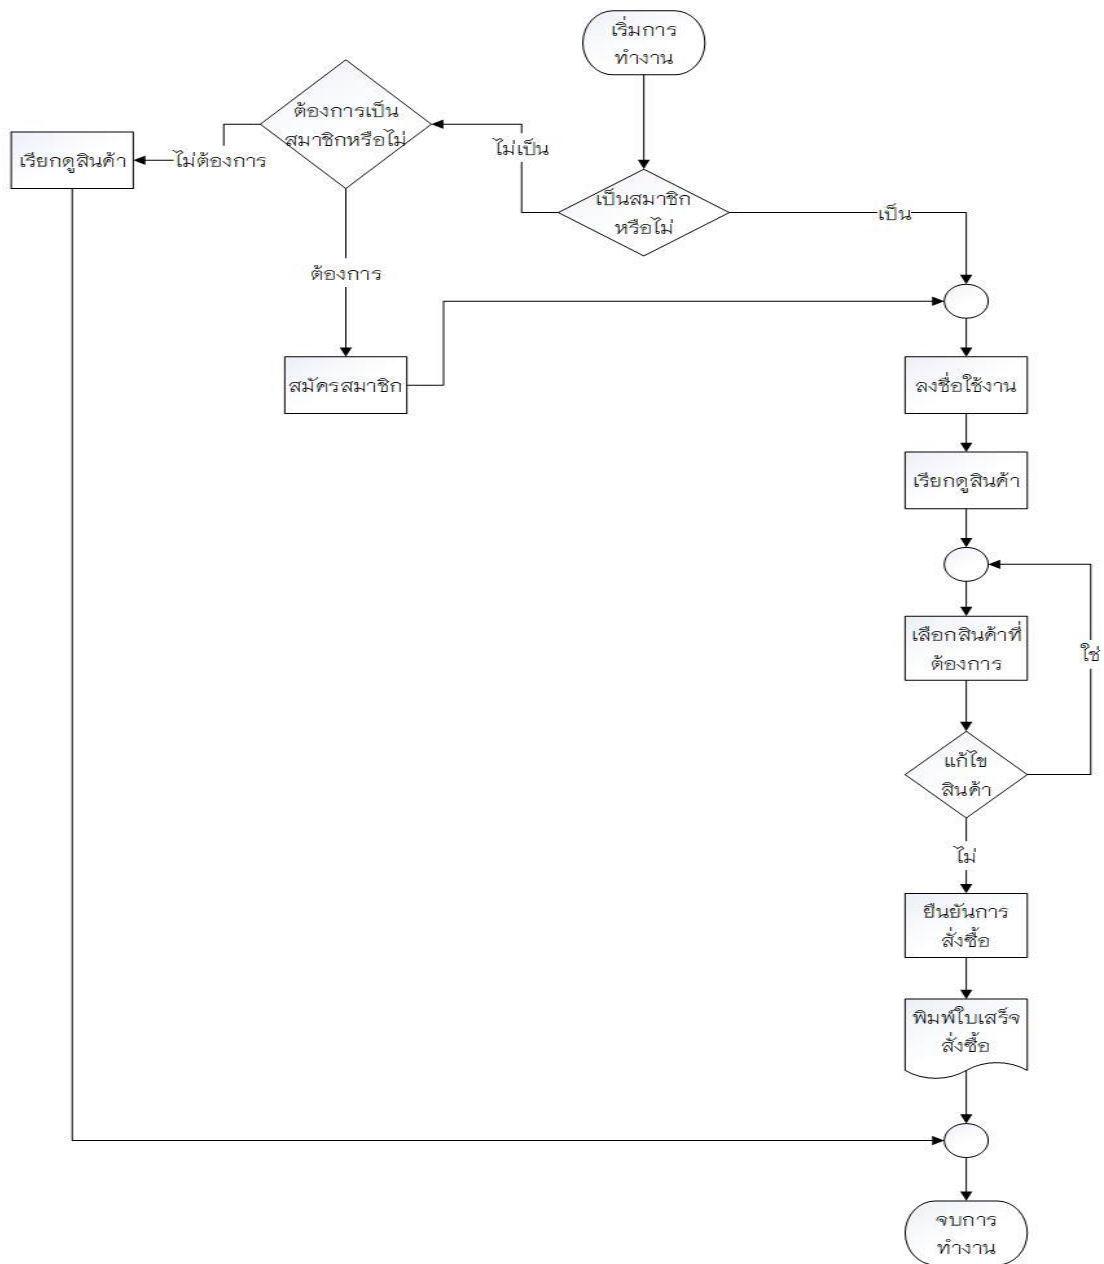 เริ่มการ
ทำงาน
ต้องการเป็น
สมาชิกหรือไม่
ไม่เป็น
ไม่ต้องการ
เรียกดูสินค้า
เป็นสมาชิก
หรือไม่
เป็น
ต้องการ
สมัครสมาชิก
ลงชื่อใช้งาน
เรียกดูสินค้า
เลือกสินค้าที่
ต้องการ
ใช่
แก้ไข
สินค้า
ไม่
ยืนยันการ
สั่งซื้อ
พิมพ์ใบเสร็จ
สั่งซื้อ
จบการ
ทำงาน